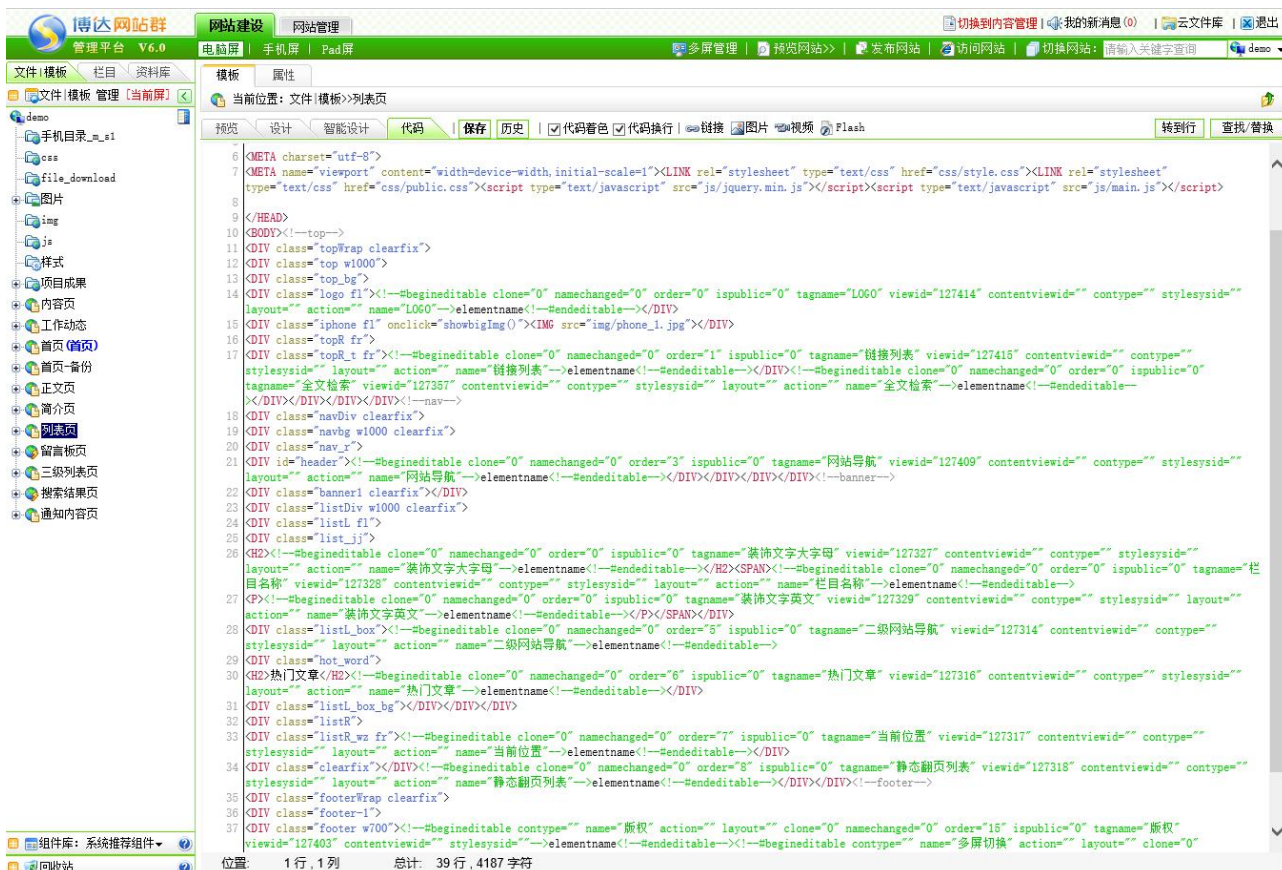 博达网站群
管理平台 V6.0
网站建设 网站管理
切换到内容管理 | 我的新消息(0) | 云文件库 | 退出
电脑屏 | 手机屏 | Pad屏
多屏管理 | 预览网站>> | 发布网站 | 访问网站 | 切换网站: 请输入关键字查询 demo
文件|模板 栏目 资料库
模板 属性
文件|模板 管理 [当前屏]
当前位置: 文件|模板>>列表页
预览 设计 智能设计 代码 | 保存 历史 | 代码着色 代码换行 | 链接 图片 视频 Flash
转到行 查找/替换
demo
手机目录_m_s1
css
file_download
图片
img
js
样式
项目成果
内容页
工作动态
首页(首页)
首页-备份
正文页
简介页
列表页
留言板页
三级列表页
搜索结果页
通知内容页
组件库: 系统推荐组件
回收站
6 <META charset="utf-8">
7 <META name="viewport" content="width=device-width,initial-scale=1"><LINK rel="stylesheet" type="text/css" href="css/style.css"><LINK rel="stylesheet"
type="text/css" href="css/public.css"><script type="text/javascript" src="js/jquery.min.js"></script><script type="text/javascript" src="js/main.js"></script>
8
9 </HEAD>
10 <BODY><!--top-->
11 <DIV class="topWrap clearfix">
12 <DIV class="top w1000">
13 <DIV class="top_bg">
14 <DIV class="logo fl"><!--#begineditable clone="0" namechanged="0" order="0" ispublic="0" tagname="LOGO" viewid="127414" contentviewid="" contype="" stylesysid=""
layout="" action="" name="LOGO"-->elementname<!--#endeditable--></DIV>
15 <DIV class="iphone fl" onclick="showbigImg()"><IMG src="img/phone_1.jpg"></DIV>
16 <DIV class="topR fr">
17 <DIV class="topR_t fr"><!--#begineditable clone="0" namechanged="0" order="1" ispublic="0" tagname="链接列表" viewid="127415" contentviewid="" contype=""
stylesysid="" layout="" action="" name="链接列表"-->elementname<!--#endeditable--></DIV><!--#begineditable clone="0" namechanged="0" order="0" ispublic="0"
tagname="全文检索" viewid="127357" contentviewid="" contype="" stylesysid="" layout="" action="" name="全文检索"-->elementname<!--#endeditable--
></DIV></DIV></DIV></DIV><!--nav-->
18 <DIV class="navDiv clearfix">
19 <DIV class="navbg w1000 clearfix">
20 <DIV class="nav_r">
21 <DIV id="header"><!--#begineditable clone="0" namechanged="0" order="3" ispublic="0" tagname="网站导航" viewid="127409" contentviewid="" contype="" stylesysid=""
layout="" action="" name="网站导航"-->elementname<!--#endeditable--></DIV></DIV></DIV></DIV><!--banner-->
22 <DIV class="banner1 clearfix"></DIV>
23 <DIV class="listDiv w1000 clearfix">
24 <DIV class="listL fl">
25 <DIV class="list_jj">
26 <H2><!--#begineditable clone="0" namechanged="0" order="0" ispublic="0" tagname="装饰文字大字母" viewid="127327" contentviewid="" contype="" stylesysid=""
layout="" action="" name="装饰文字大字母"-->elementname<!--#endeditable--></H2><SPAN><!--#begineditable clone="0" namechanged="0" order="0" ispublic="0" tagname="栏
目名称" viewid="127328" contentviewid="" contype="" stylesysid="" layout="" action="" name="栏目名称"-->elementname<!--#endeditable-->
27 <P><!--#begineditable clone="0" namechanged="0" order="0" ispublic="0" tagname="装饰文字英文" viewid="127329" contentviewid="" contype="" stylesysid="" layout=""
action="" name="装饰文字英文"-->elementname<!--#endeditable--></P></SPAN></DIV>
28 <DIV class="listL_box"><!--#begineditable clone="0" namechanged="0" order="5" ispublic="0" tagname="二级网站导航" viewid="127314" contentviewid="" contype=""
stylesysid="" layout="" action="" name="二级网站导航"-->elementname<!--#endeditable-->
29 <DIV class="hot_word">
30 <H2>热门文章</H2><!--#begineditable clone="0" namechanged="0" order="6" ispublic="0" tagname="热门文章" viewid="127316" contentviewid="" contype="" stylesysid=""
layout="" action="" name="热门文章"-->elementname<!--#endeditable--></DIV>
31 <DIV class="listL_box_bg"></DIV></DIV></DIV>
32 <DIV class="listR">
33 <DIV class="listR_wz fr"><!--#begineditable clone="0" namechanged="0" order="7" ispublic="0" tagname="当前位置" viewid="127317" contentviewid="" contype=""
stylesysid="" layout="" action="" name="当前位置"-->elementname<!--#endeditable--></DIV>
34 <DIV class="clearfix"></DIV><!--#begineditable clone="0" namechanged="0" order="8" ispublic="0" tagname="静态翻页列表" viewid="127318" contentviewid="" contype=""
stylesysid="" layout="" action="" name="静态翻页列表"-->elementname<!--#endeditable--></DIV></DIV><!--footer-->
35 <DIV class="footerWrap clearfix">
36 <DIV class="footer-1">
37 <DIV class="footer w700"><!--#begineditable contype="" name="版权" action="" layout="" clone="0" namechanged="0" order="15" ispublic="0" tagname="版权"
viewid="127403" contentviewid="" stylesysid=""-->elementname<!--#endeditable--><!--#begineditable contype="" name="多屏切换" action="" layout="" clone="0"
位置: 1行,1列 总计: 39行,4187字符